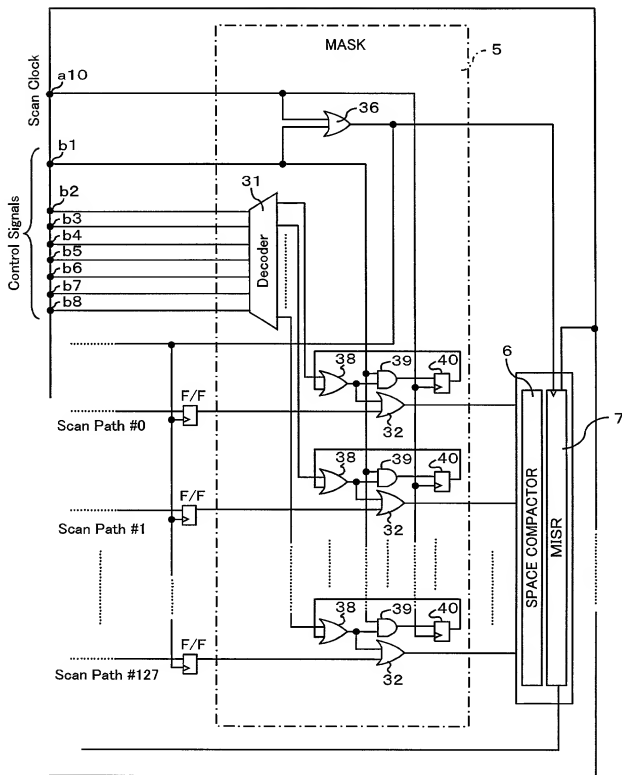 MASK
5
Scan Clock
a10
36
b1
Control Signals
b2
31
b3
b4
b5
b6
b7
b8
Decoder
38
39
40
6
F/F
32
7
Scan Path #0
38
39
40
F/F
32
Scan Path #1
SPACE COMPACTOR
MISR
38
39
40
F/F
32
Scan Path #127